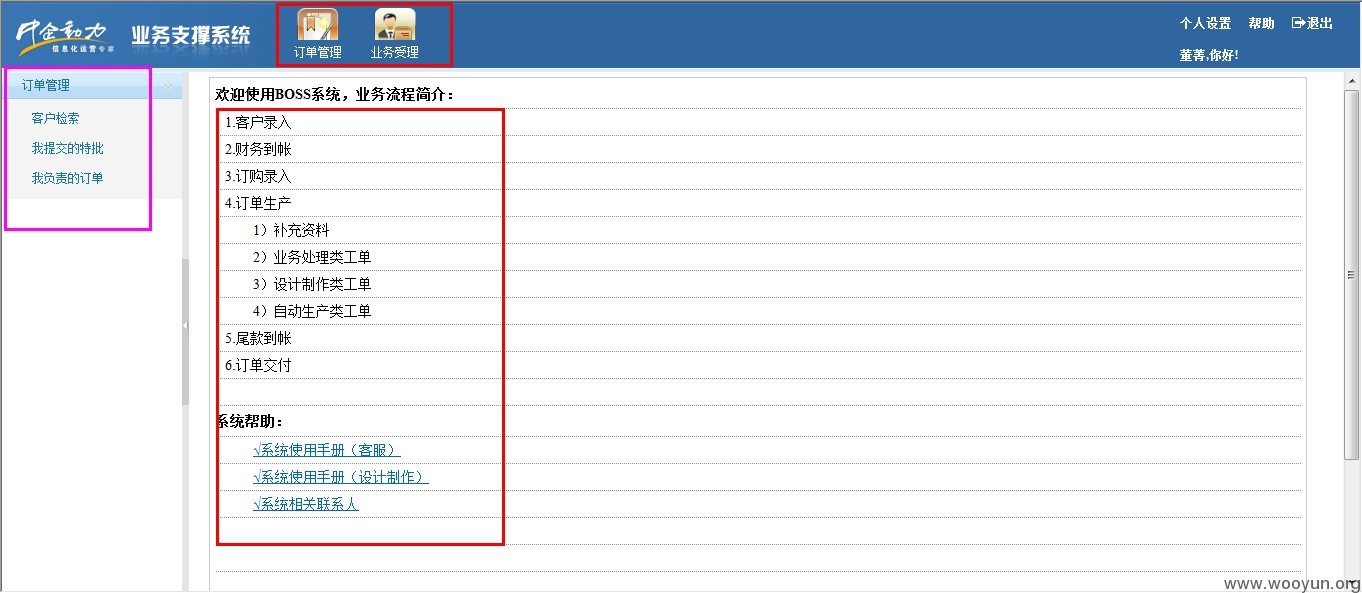 中企动力
信息化运营专家
业务支撑系统
订单管理
业务受理
个人设置 帮助 退出
董菁,你好!
订单管理
客户检索
我提交的特批
我负责的订单
欢迎使用BOSS系统，业务流程简介：
1.客户录入
2.财务到帐
3.订购录入
4.订单生产
1）补充资料
2）业务处理类工单
3）设计制作类工单
4）自动生产类工单
5.尾款到帐
6.订单交付
系统帮助：
√系统使用手册（客服）
√系统使用手册（设计制作）
√系统相关联系人
www.wooyun.org